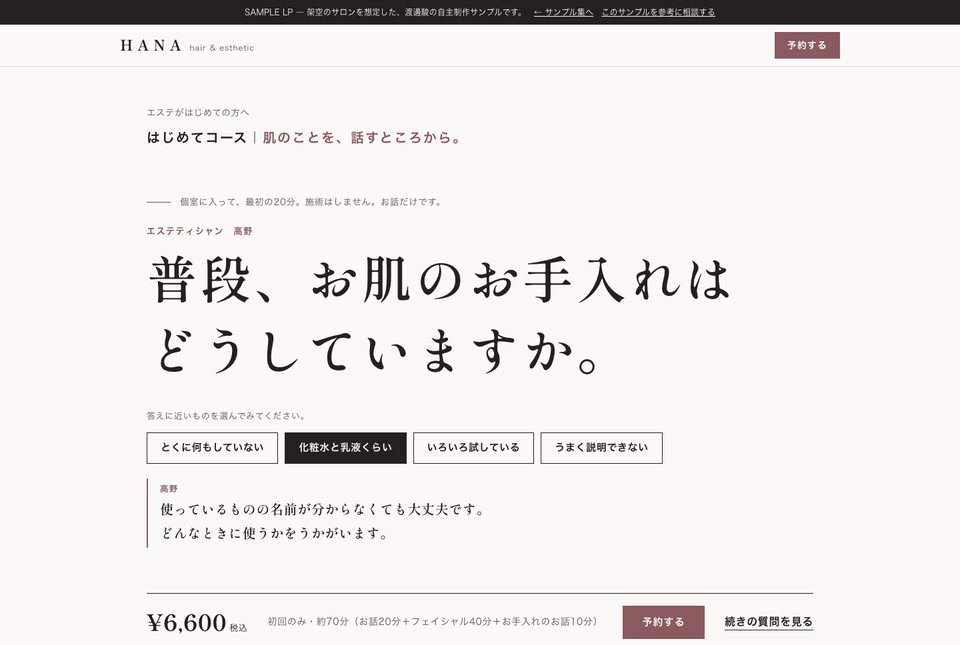 SAMPLE LP — 架空のサロンを想定した、渡邊駿の自主制作サンプルです。 ← サンプル集へ このサンプルを参考に相談する
HANA hair & esthetic 予約する
エステがはじめての方へ
はじめてコース｜肌のことを、話すところから。
個室に入って、最初の20分。施術はしません。お話だけです。
エステティシャン 高野
普段、お肌のお手入れは
どうしていますか。
答えに近いものを選んでみてください。
とくに何もしていない 化粧水と乳液くらい いろいろ試している うまく説明できない
高野
使っているものの名前が分からなくても大丈夫です。
どんなときに使うかをうかがいます。
¥6,600 税込 初回のみ・約70分（お話20分＋フェイシャル40分＋お手入れのお話10分） 予約する 続きの質問を見る